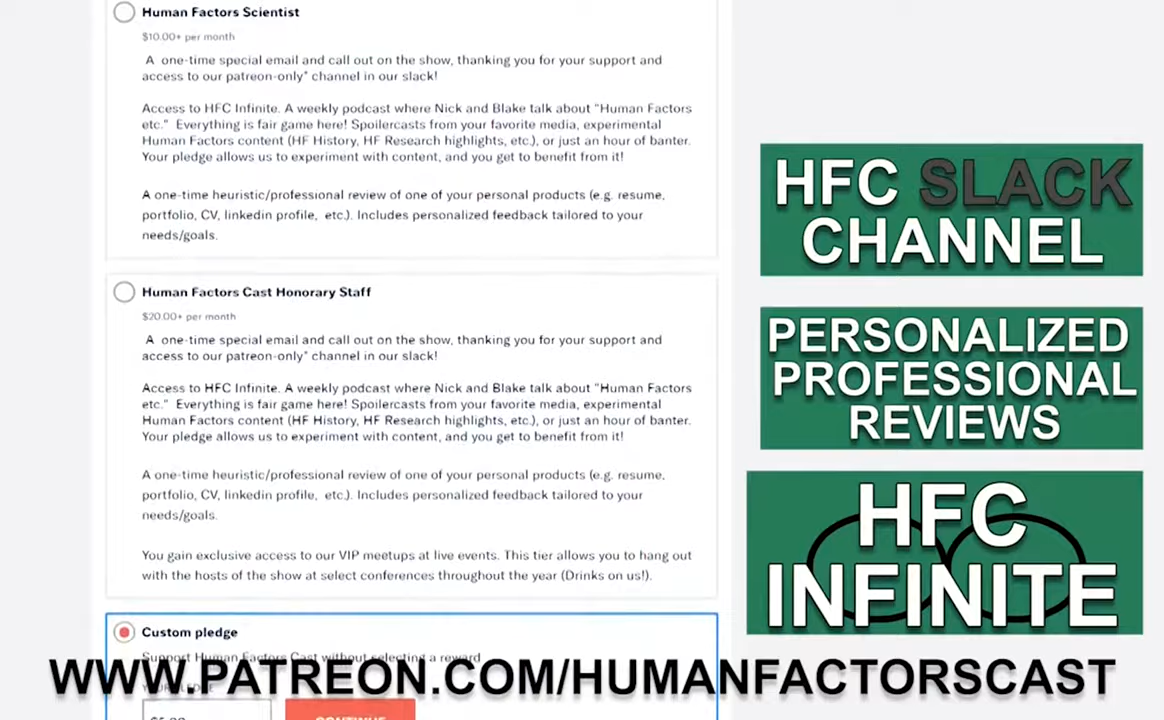 Human Factors Scientist
$10.00+ per month
A one-time special email and call out on the show, thanking you for your support and
access to our patreon-only* channel in our slack!
Access to HFC Infinite. A weekly podcast where Nick and Blake talk about "Human Factors
etc." Everything is fair game here! Spoilercasts from your favorite media, experimental
Human Factors content (HF History, HF Research highlights, etc.), or just an hour of banter.
Your pledge allows us to experiment with content, and you get to benefit from it!
A one-time heuristic/professional review of one of your personal products (e.g. resume,
portfolio, CV, linkedin profile, etc.). Includes personalized feedback tailored to your
needs/goals.
Human Factors Cast Honorary Staff
$20.00+ per month
A one-time special email and call out on the show, thanking you for your support and
access to our patreon-only* channel in our slack!
Access to HFC Infinite. A weekly podcast where Nick and Blake talk about "Human Factors
etc." Everything is fair game here! Spoilercasts from your favorite media, experimental
Human Factors content (HF History, HF Research highlights, etc.), or just an hour of banter.
Your pledge allows us to experiment with content, and you get to benefit from it!
A one-time heuristic/professional review of one of your personal products (e.g. resume,
portfolio, CV, linkedin profile, etc.). Includes personalized feedback tailored to your
needs/goals.
You gain exclusive access to our VIP meetups at live events. This tier allows you to hang out
with the hosts of the show at select conferences throughout the year (Drinks on us!).
Custom pledge
Support Human Factors Cast without selecting a reward
CONTINUE
HFC SLACK
CHANNEL
PERSONALIZED
PROFESSIONAL
REVIEWS
HFC
INFINITE
WWW.PATREON.COM/HUMANFACTORSCAST